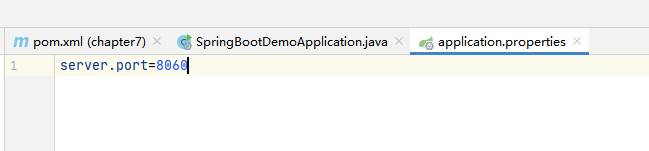 pom.xml (chapter7)
SpringBootDemoApplication.java
application.properties
1
server.port=8060